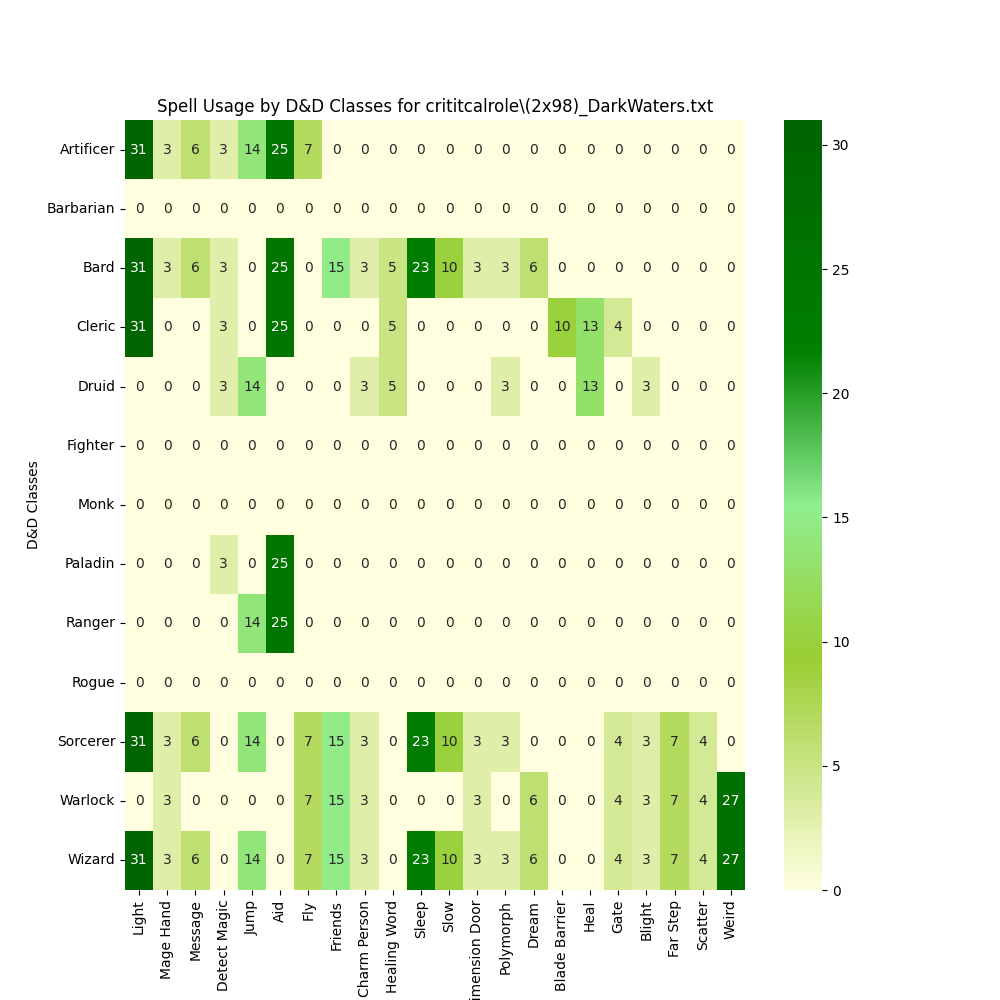 Spell Usage by D&D Classes for crititcalrole\(2x98)_DarkWaters.txt
D&D Classes
Artificer 31 3 6 3 14 25 7 0 0 0 0 0 0 0 0 0 0 0 0 0 0 0
Barbarian 0 0 0 0 0 0 0 0 0 0 0 0 0 0 0 0 0 0 0 0 0 0
Bard 31 3 6 3 0 25 0 15 3 5 23 10 3 3 6 0 0 0 0 0 0 0
Cleric 31 0 0 3 0 25 0 0 0 5 0 0 0 0 0 10 13 4 0 0 0 0
Druid 0 0 0 3 14 0 0 0 3 5 0 0 0 3 0 0 13 0 3 0 0 0
Fighter 0 0 0 0 0 0 0 0 0 0 0 0 0 0 0 0 0 0 0 0 0 0
Monk 0 0 0 0 0 0 0 0 0 0 0 0 0 0 0 0 0 0 0 0 0 0
Paladin 0 0 0 3 0 25 0 0 0 0 0 0 0 0 0 0 0 0 0 0 0 0
Ranger 0 0 0 0 14 25 0 0 0 0 0 0 0 0 0 0 0 0 0 0 0 0
Rogue 0 0 0 0 0 0 0 0 0 0 0 0 0 0 0 0 0 0 0 0 0 0
Sorcerer 31 3 6 0 14 0 7 15 3 0 23 10 3 3 0 0 0 4 3 7 4 0
Warlock 0 3 0 0 0 0 7 15 3 0 0 0 3 0 6 0 0 4 3 7 4 27
Wizard 31 3 6 0 14 0 7 15 3 0 23 10 3 3 6 0 0 4 3 7 4 27
Light
Mage Hand
Message
Detect Magic
Jump
Aid
Fly
Friends
Charm Person
Healing Word
Sleep
Slow
imension Door
Polymorph
Dream
Blade Barrier
Heal
Gate
Blight
Far Step
Scatter
Weird
30
25
20
15
10
5
0